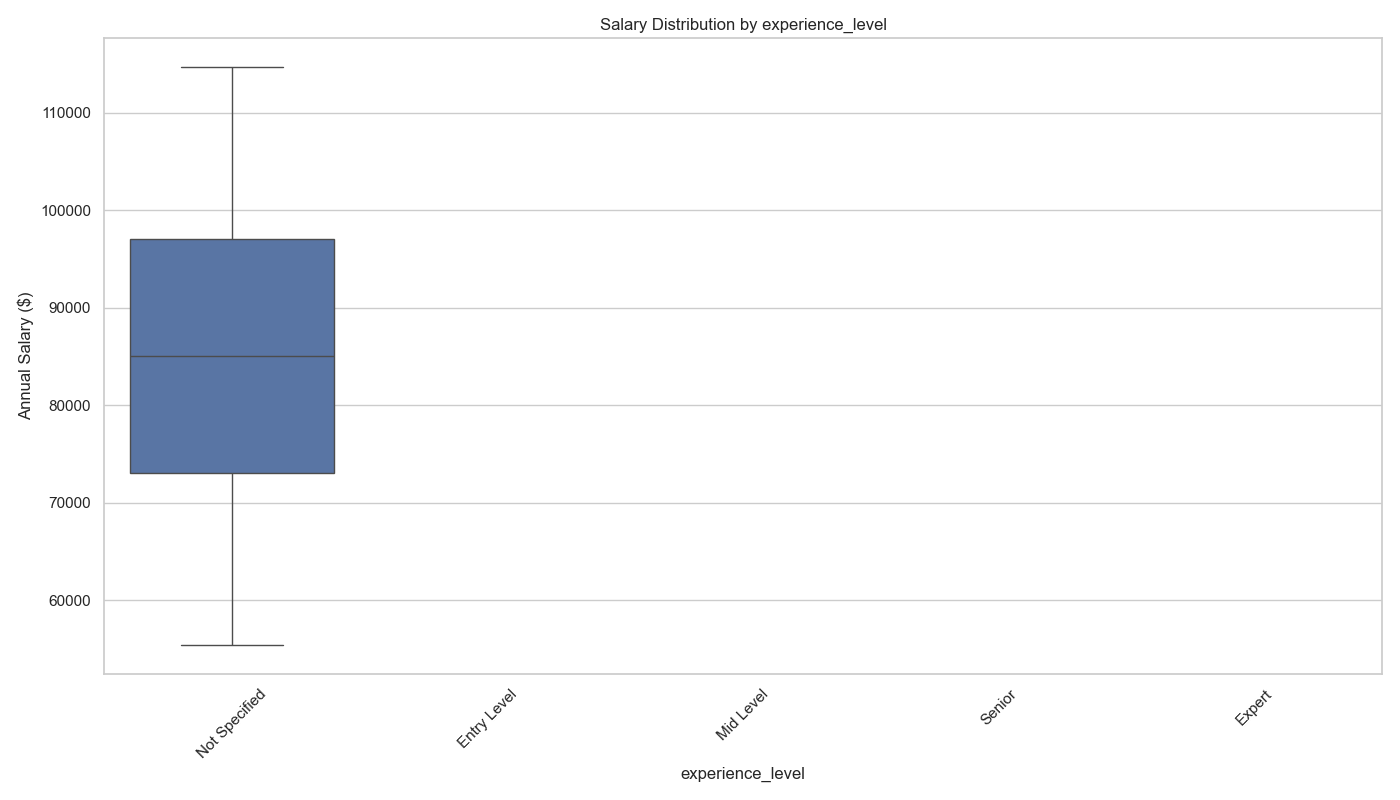 Salary Distribution by experience_level
Annual Salary ($)
110000
100000
90000
80000
70000
60000
Not Specified
Entry Level
Mid Level
Senior
Expert
experience_level